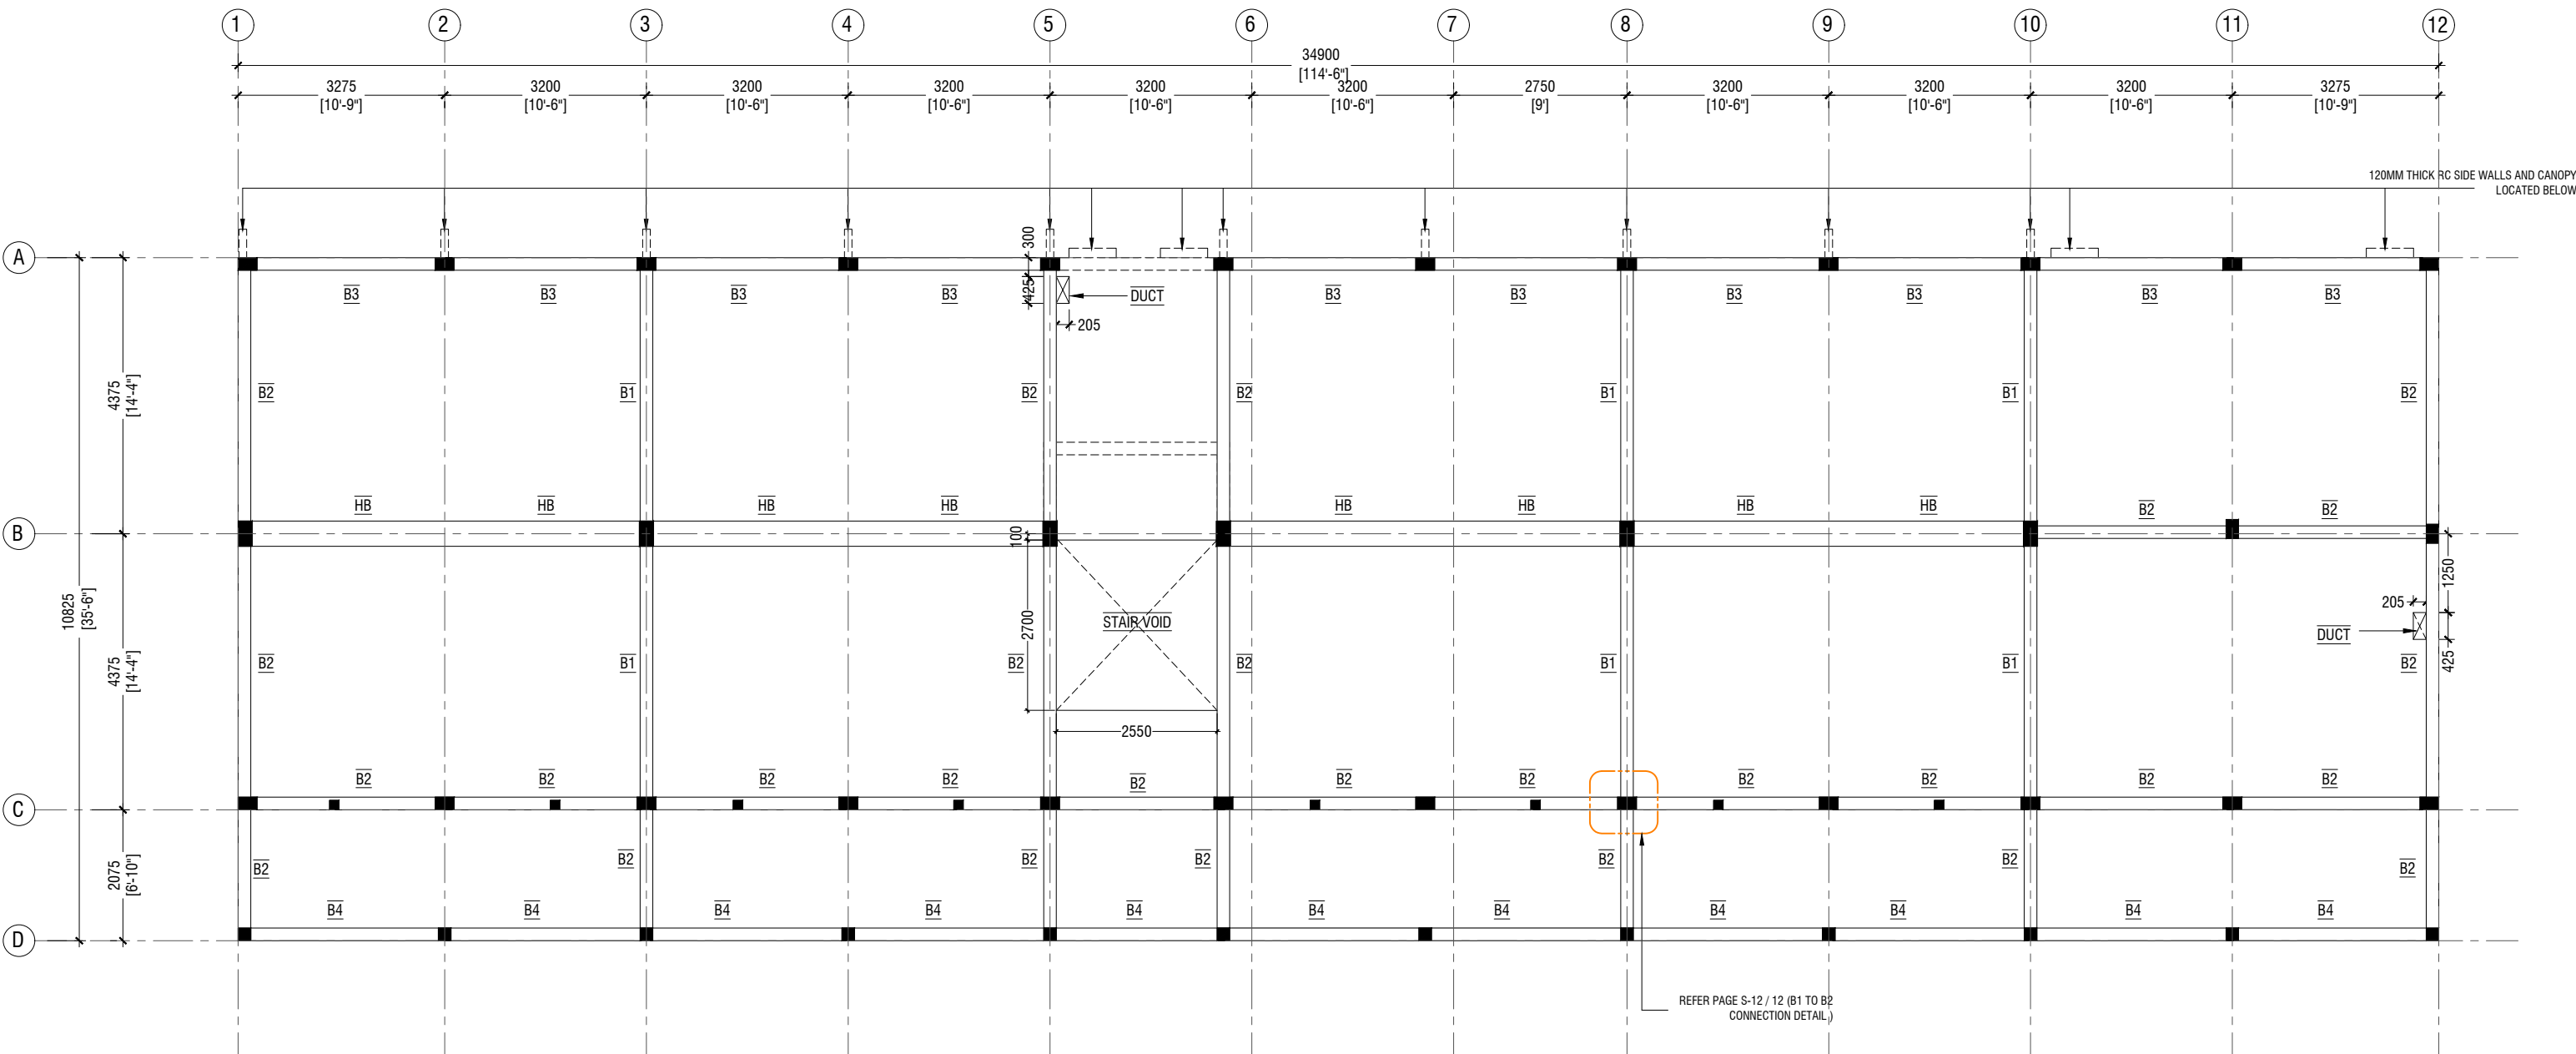 1 2 3 4 5 6 7 8 9 10 11 12
34900
[114'-6"]
3275 3200 3200 3200 3200 3200 2750 3200 3200 3200 3275
[10'-9"] [10'-6"] [10'-6"] [10'-6"] [10'-6"] [10'-6"] [9'] [10'-6"] [10'-6"] [10'-6"] [10'-9"]
120MM THICK RC SIDE WALLS AND CANOPY
LOCATED BELOW
A
300
B3 B3 B3 B3 425 DUCT B3 B3 B3 B3 B3 B3
205
4375
[14'-4"]
B2 B1 B2 B2 B1 B1 B2
HB HB HB HB HB HB HB HB B2 B2
B
100
10825
[35'-6"]
1250
205
2700
STAIR VOID
DUCT
425
4375
[14'-4"]
B2 B1 B2 B2 B1 B1 B2
2550
B2 B2 B2 B2 B2 B2 B2 B2 B2 B2 B2
C
2075
[6'-10"]
B2 B2 B2 B2 B2 B2 B2
B4 B4 B4 B4 B4 B4 B4 B4 B4 B4 B4
D
REFER PAGE S-12 / 12 (B1 TO B2
CONNECTION DETAIL,)